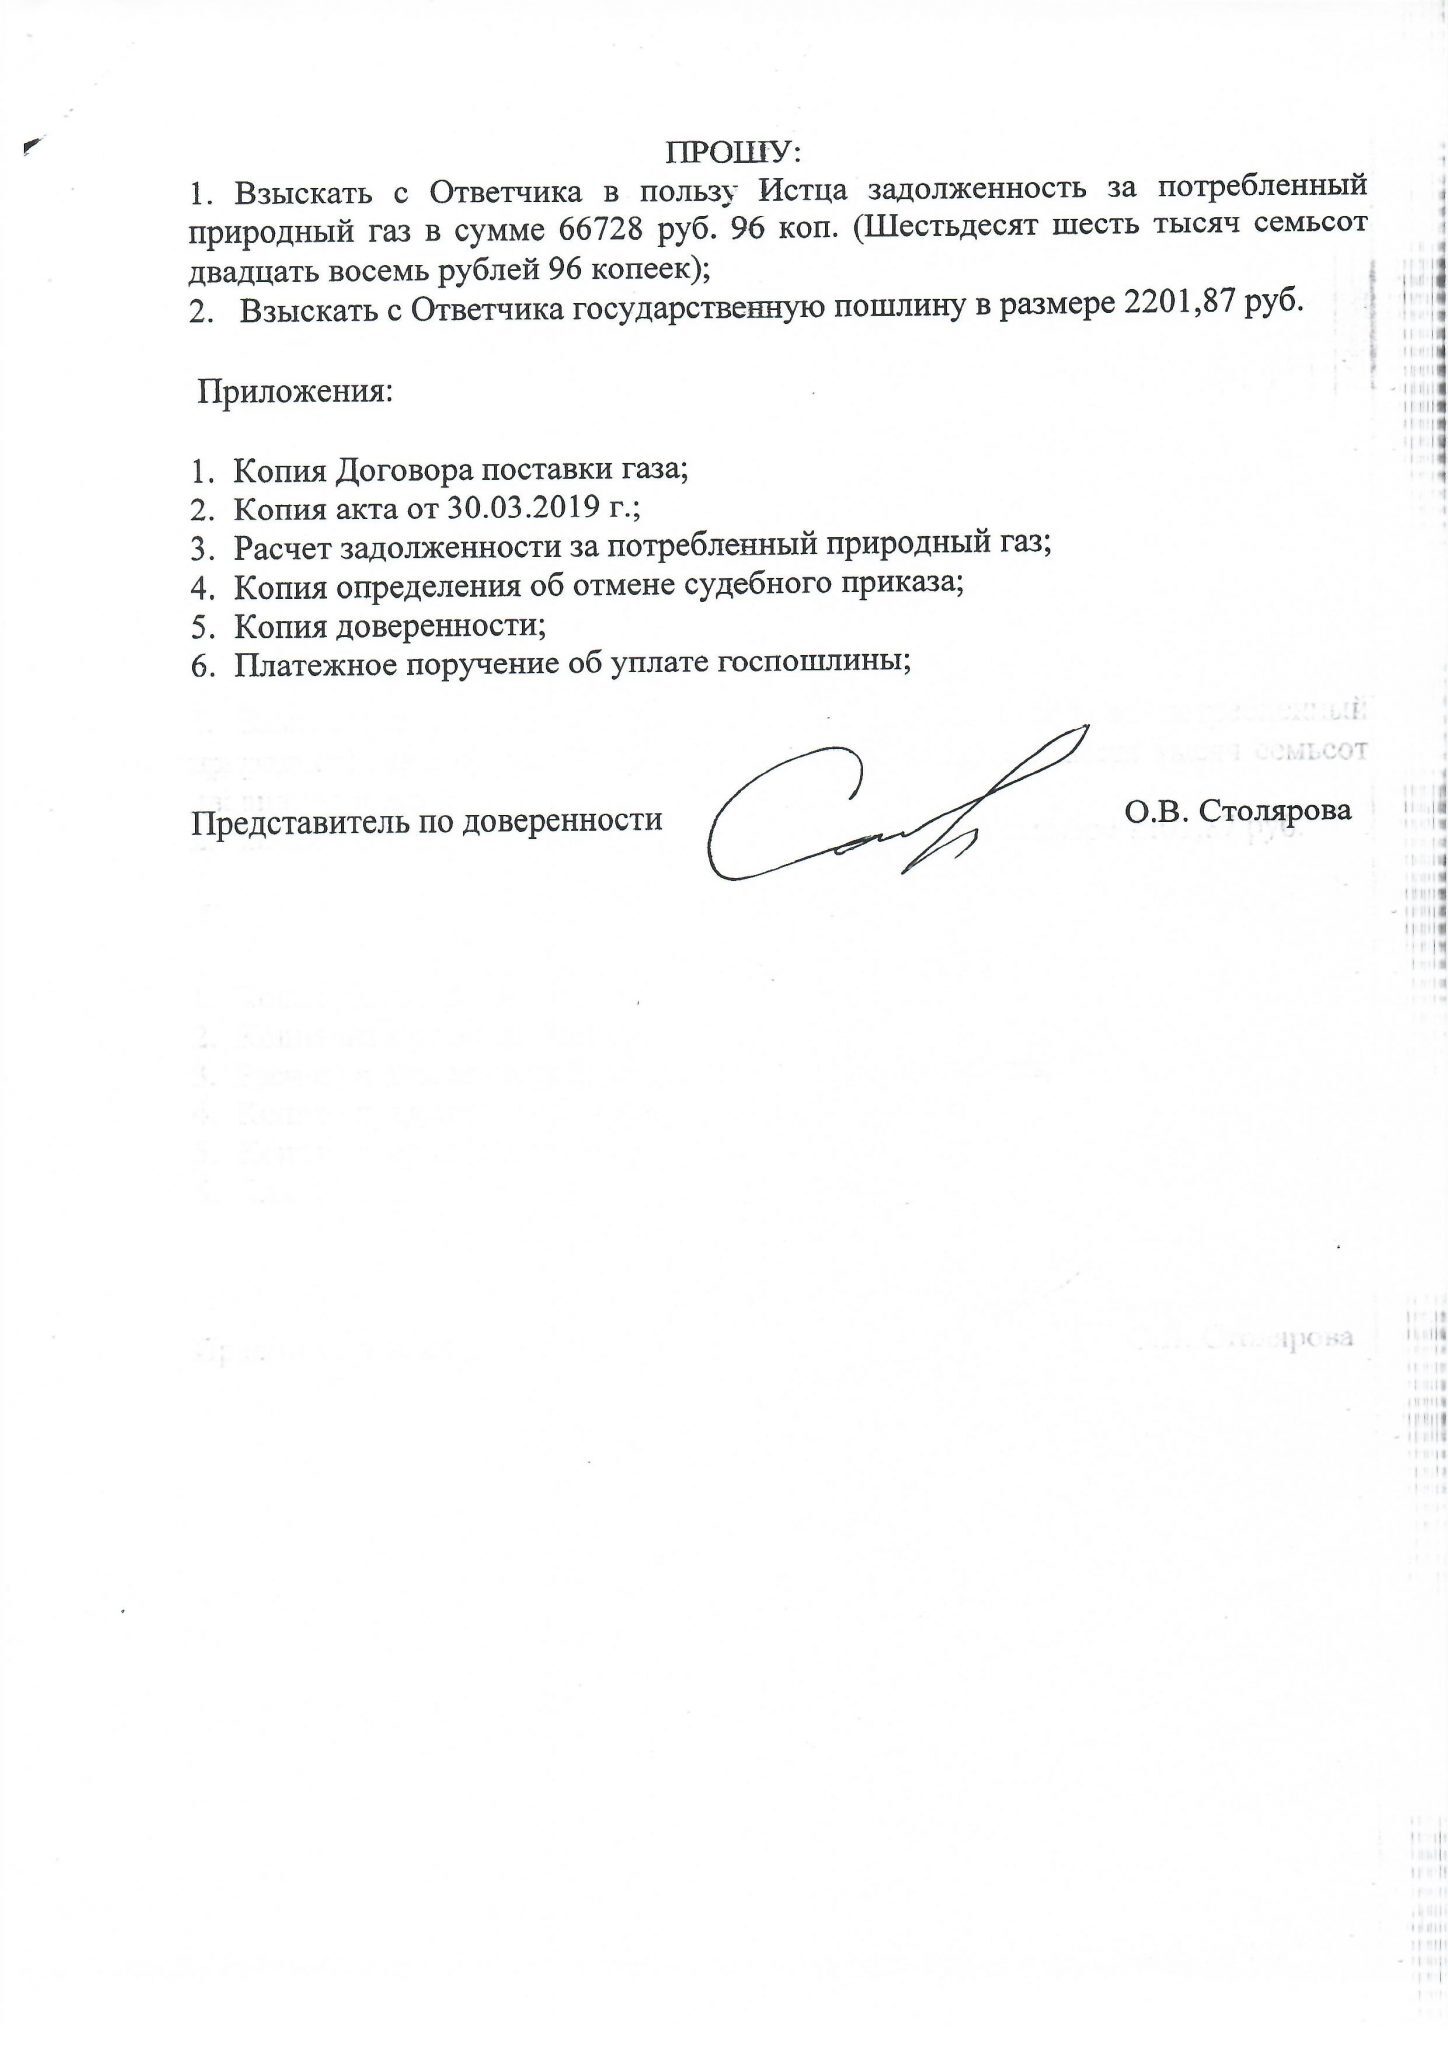 ПРОШУ:
1. Взыскать с Ответчика в пользу Истца задолженность за потребленный
природный газ в сумме 66728 руб. 96 коп. (Шестьдесят шесть тысяч семьсот
двадцать восемь рублей 96 копеек);
2. Взыскать с Ответчика государственную пошлину в размере 2201,87 руб.
Приложения:
1. Копия Договора поставки газа;
2. Копия акта от 30.03.2019 г.;
3. Расчет задолженности за потребленный природный газ;
4. Копия определения об отмене судебного приказа;
5. Копия доверенности;
6. Платежное поручение об уплате госпошлины;
семьсот
Представитель по доверенности О.В. Столярова
Столярова